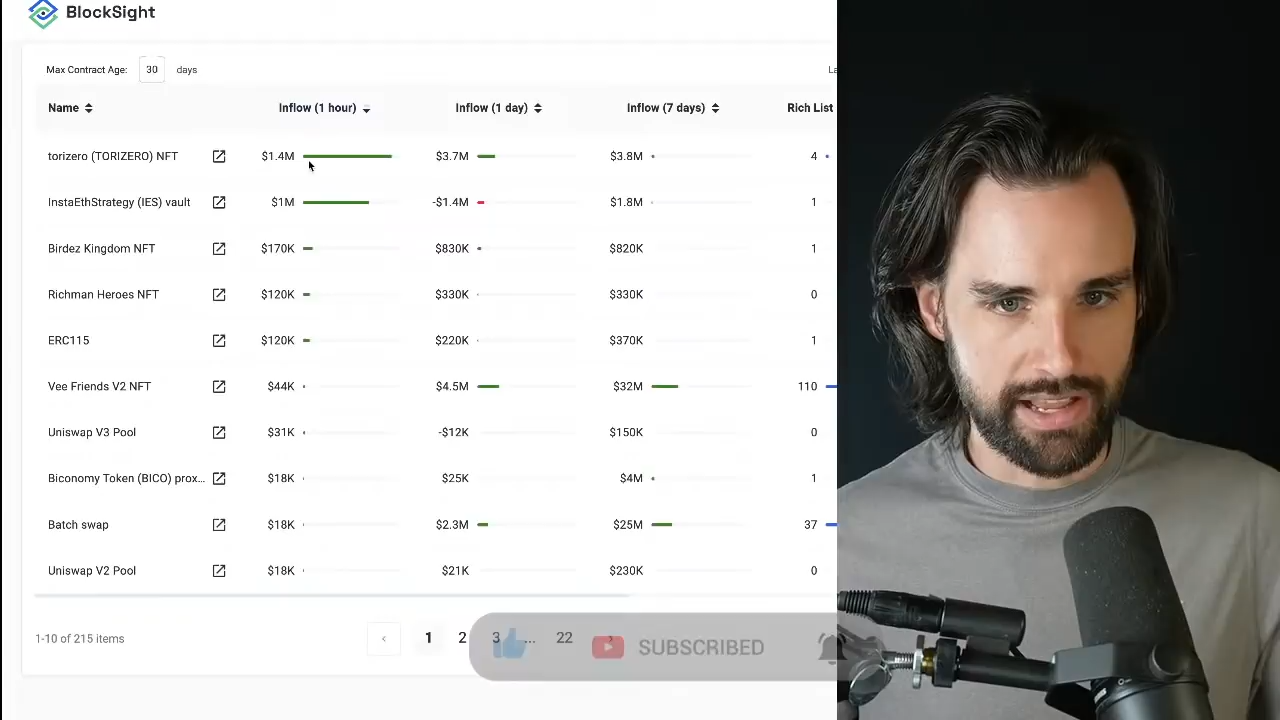 BlockSight
Max Contract Age: 30 days
Name Inflow (1 hour) Inflow (1 day) Inflow (7 days) Rich List
torizero (TORIZERO) NFT $1.4M $3.7M $3.8M 4
InstaEthStrategy (IES) vault $1M -$1.4M $1.8M 1
Birdez Kingdom NFT $170K $830K $820K 1
Richman Heroes NFT $120K $330K $330K 0
ERC115 $120K $220K $370K 1
Vee Friends V2 NFT $44K $4.5M $32M 110
Uniswap V3 Pool $31K -$12K $150K 0
Biconomy Token (BICO) prox... $18K $25K $4M 1
Batch swap $18K $2.3M $25M 37
Uniswap V2 Pool $18K $21K $230K 0
1-10 of 215 items ‹ 1 2 3 ... 22 ›
SUBSCRIBED